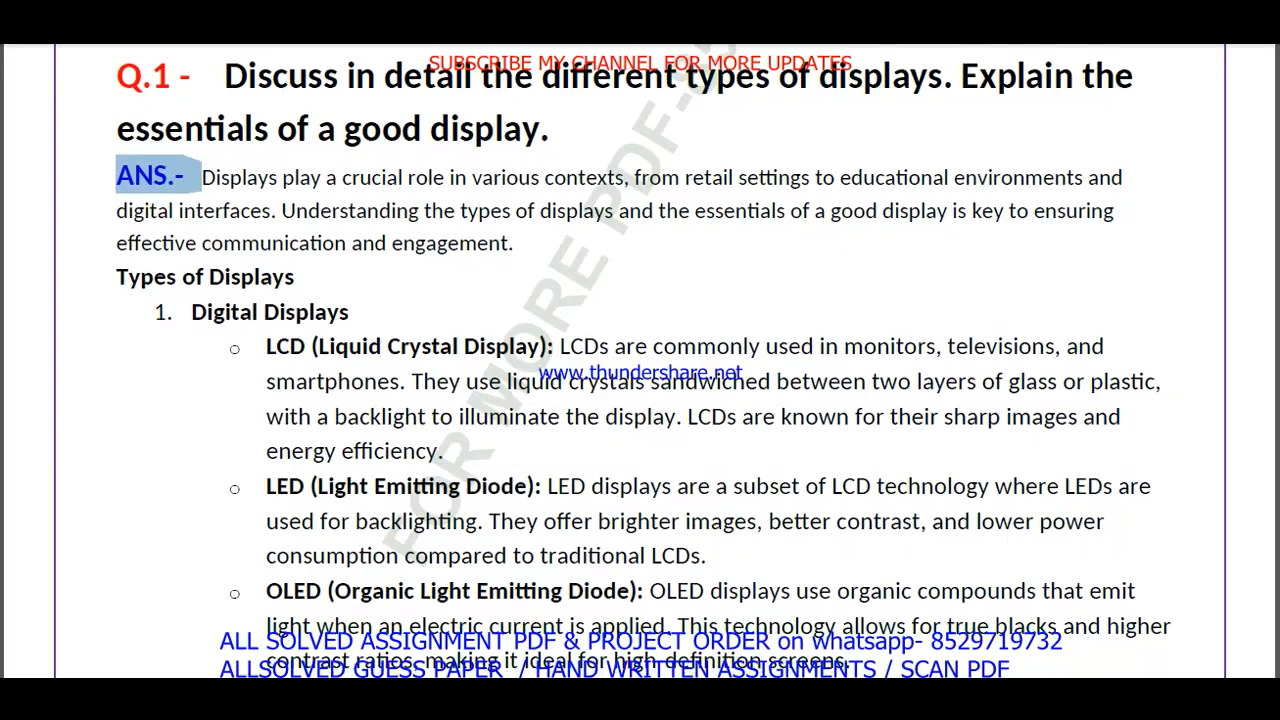 SUBSCRIBE MY CHANNEL FOR MORE UPDATES
Q.1 - Discuss in detail the different types of displays. Explain the
essentials of a good display.
ANS.- Displays play a crucial role in various contexts, from retail settings to educational environments and
digital interfaces. Understanding the types of displays and the essentials of a good display is key to ensuring
effective communication and engagement.
Types of Displays
1. Digital Displays
○ LCD (Liquid Crystal Display): LCDs are commonly used in monitors, televisions, and
www.thundershare.net
smartphones. They use liquid crystals sandwiched between two layers of glass or plastic,
with a backlight to illuminate the display. LCDs are known for their sharp images and
energy efficiency.
○ LED (Light Emitting Diode): LED displays are a subset of LCD technology where LEDs are
used for backlighting. They offer brighter images, better contrast, and lower power
consumption compared to traditional LCDs.
○ OLED (Organic Light Emitting Diode): OLED displays use organic compounds that emit
light when an electric current is applied. This technology allows for true blacks and higher
ALL SOLVED ASSIGNMENT PDF & PROJECT ORDER on whatsapp- 8529719732
contrast ratios, making it ideal for high-definition screens.
ALLSOLVED GUESS PAPER / HAND WRITTEN ASSIGNMENTS / SCAN PDF
FOR MORE PDF-85